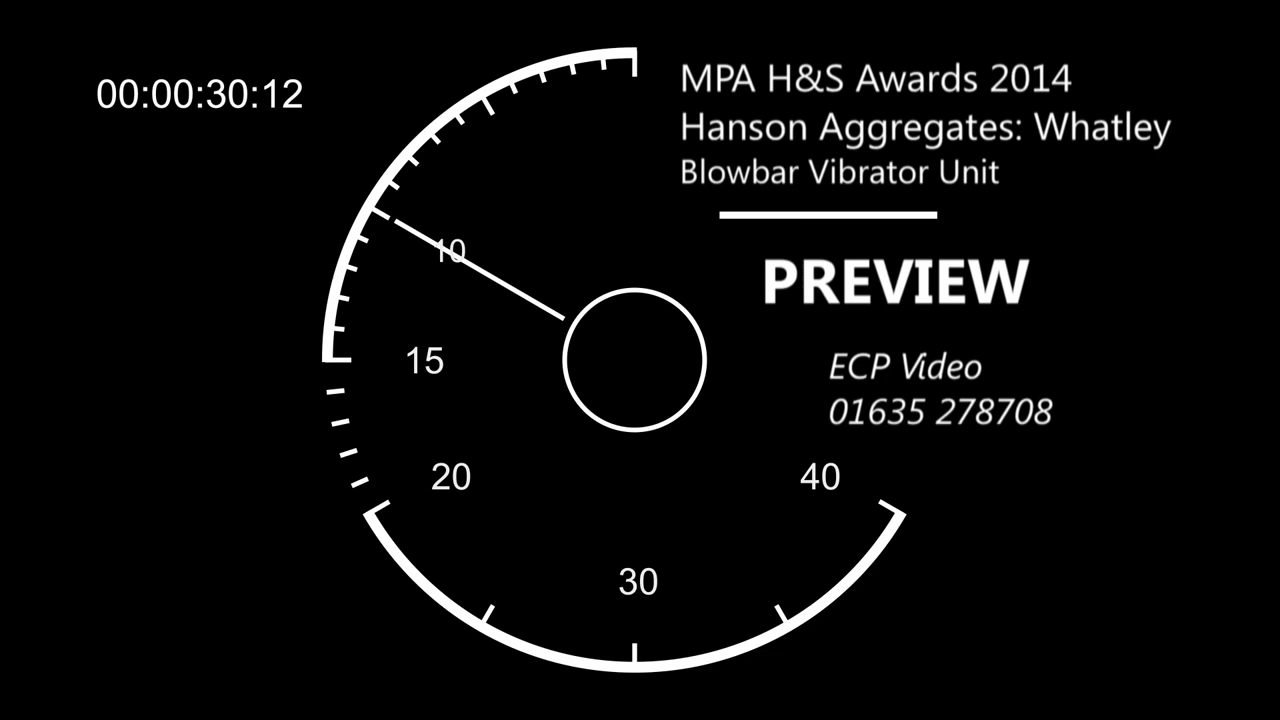 00:00:30:12
MPA H&S Awards 2014
Hanson Aggregates: Whatley
Blowbar Vibrator Unit
PREVIEW
ECP Video
01635 278708
10
15
20
40
30